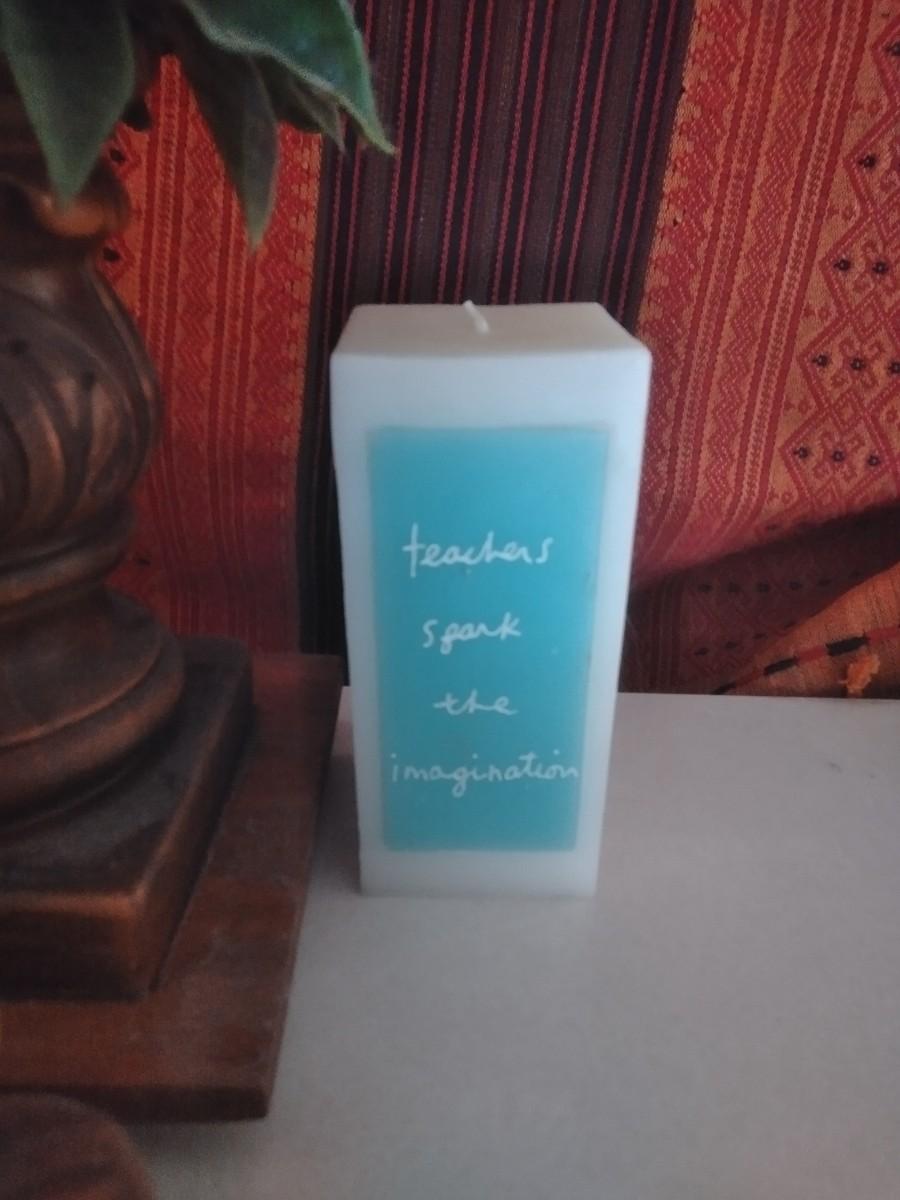 teachers
spark
the
imagination